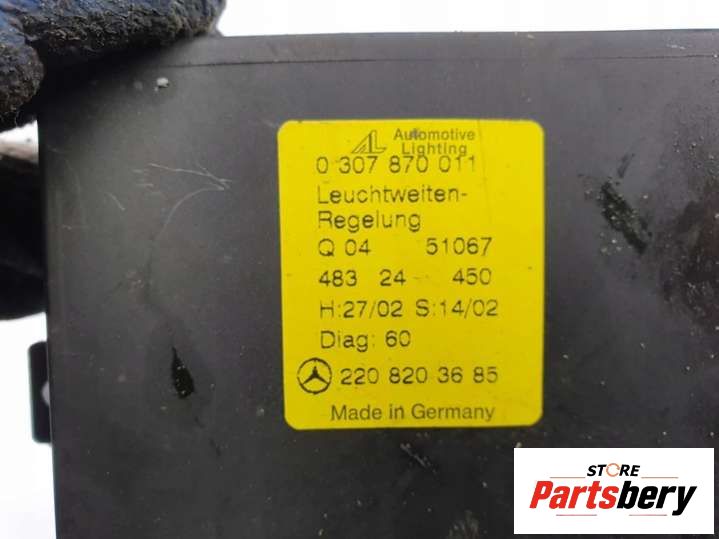 AL Automotive
Lighting
0 307 870 011
Leuchtweiten-
Regelung
Q 04 51067
483 24 450
H:27/02 S:14/02
Diag: 60
220 820 36 85
Made in Germany
STORE
Partsbery